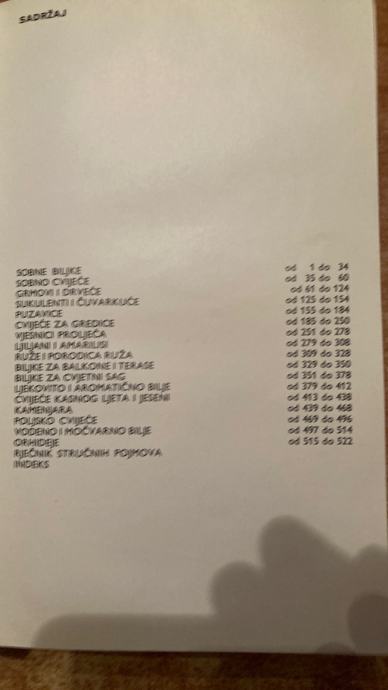 SADRŽAJ
SOBNE BILJKE od 1 do 34
SOBNO CVIJEĆE od 35 do 60
GRMOVI I DRVEĆE od 61 do 124
SUKULENTI I ČUVARKUĆE od 125 do 154
PUZAVICE od 155 do 184
CVIJEĆE ZA GREDICE od 185 do 250
VJESNICI PROLJEĆA od 251 do 278
LJILJANI I AMARILISI od 279 do 308
RUŽE I PORODICA RUŽA od 309 do 328
BILJKE ZA BALKONE I TERASE od 329 do 350
BILJKE ZA CVJETNI SAG od 351 do 378
LJEKOVITO I AROMATIČNO BILJE od 379 do 412
CVIJEĆE KASNOG LJETA I JESENI od 413 do 438
KAMENJARA od 439 do 468
POLJSKO CVIJEĆE od 469 do 496
VODENO I MOČVARNO BILJE od 497 do 514
ORHIDEJE od 515 do 522
RJEČNIK STRUČNIH POJMOVA
INDEKS